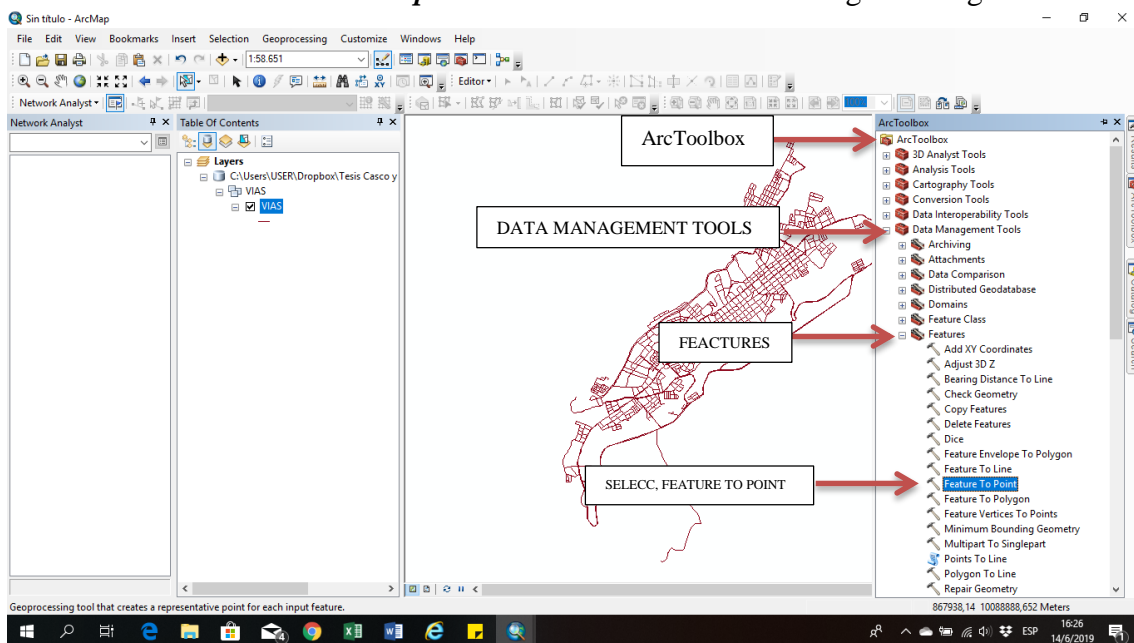 Sin título - ArcMap
File Edit View Bookmarks Insert Selection Geoprocessing Customize Windows Help
1:58.651
Editor
Network Analyst
Network Analyst
Table Of Contents
ArcToolbox
Layers
C:\Users\USER\Dropbox\Tesis Casco y
VIAS
VIAS
ArcToolbox
DATA MANAGEMENT TOOLS
FEACTURES
SELECC, FEATURE TO POINT
ArcToolbox
3D Analyst Tools
Analysis Tools
Cartography Tools
Conversion Tools
Data Interoperability Tools
Data Management Tools
Archiving
Attachments
Data Comparison
Distributed Geodatabase
Domains
Feature Class
Features
Add XY Coordinates
Adjust 3D Z
Bearing Distance To Line
Check Geometry
Copy Features
Delete Features
Dice
Feature Envelope To Polygon
Feature To Line
Feature To Point
Feature To Polygon
Feature Vertices To Points
Minimum Bounding Geometry
Multipart To Singlepart
Points To Line
Polygon To Line
Repair Geometry
Geoprocessing tool that creates a representative point for each input feature.
867938,14 10088888,652 Meters
ESP
16:26
14/6/2019